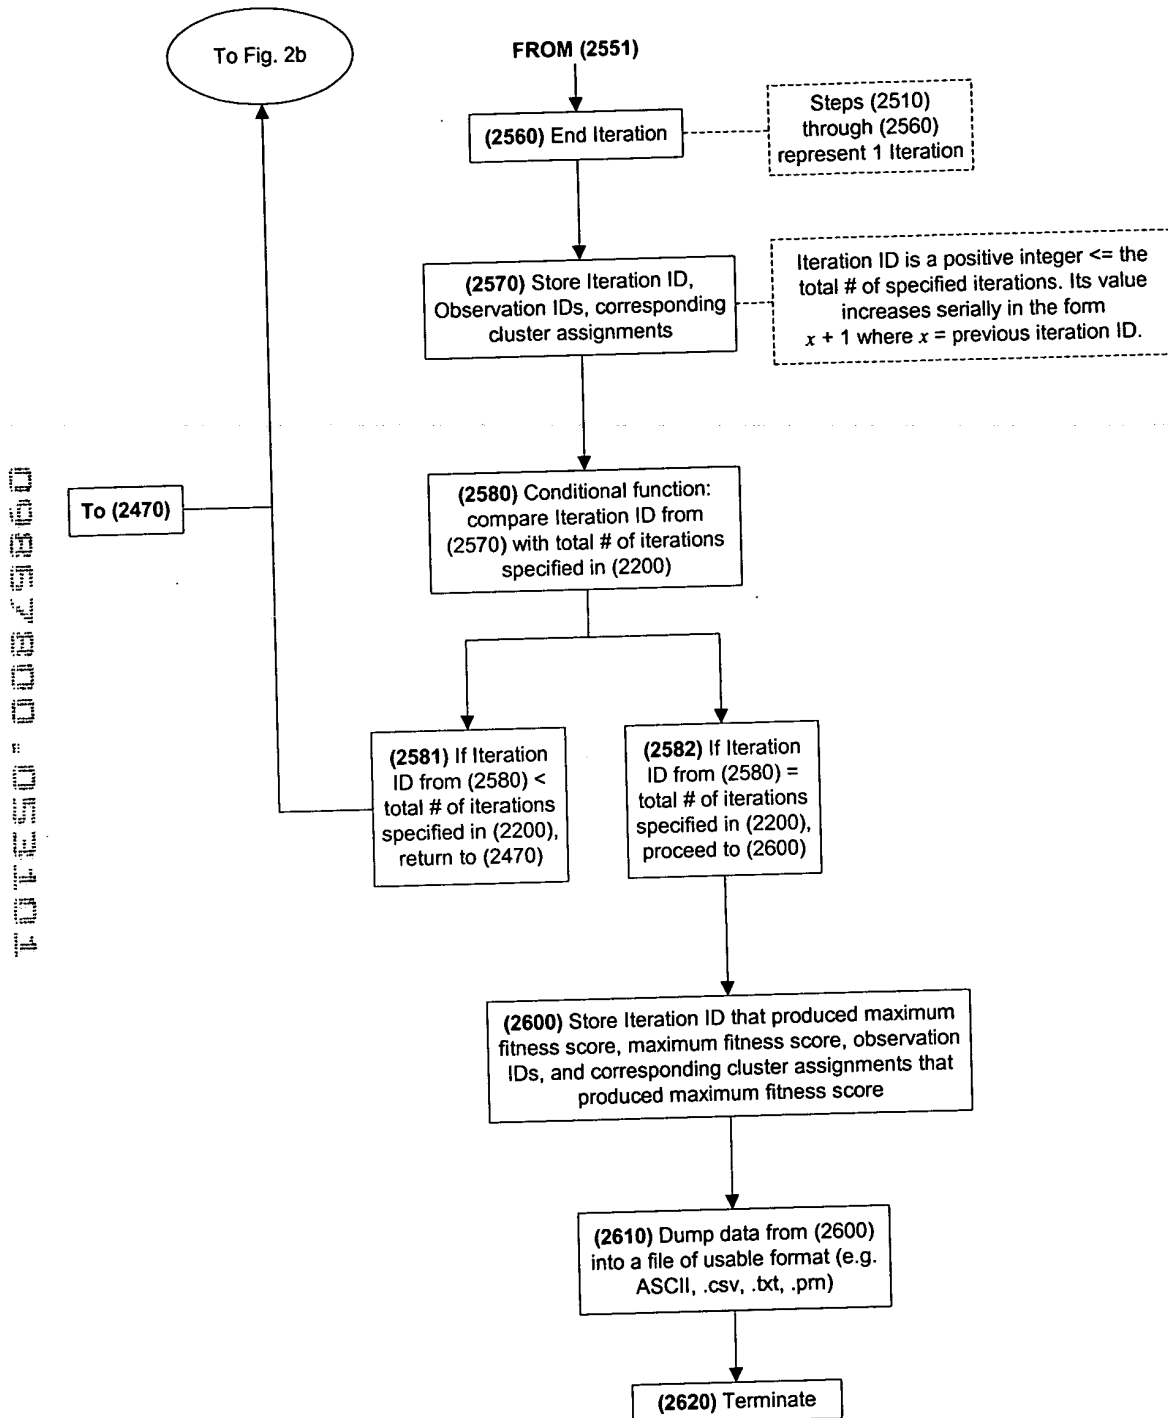 To Fig. 2b
FROM (2551)
(2560) End Iteration
Steps (2510)
through (2560)
represent 1 Iteration
(2570) Store Iteration ID,
Observation IDs, corresponding
cluster assignments
Iteration ID is a positive integer <= the
total # of specified iterations. Its value
increases serially in the form
x + 1 where x = previous iteration ID.
To (2470)
(2580) Conditional function:
compare Iteration ID from
(2570) with total # of iterations
specified in (2200)
(2581) If Iteration
ID from (2580) <
total # of iterations
specified in (2200),
return to (2470)
(2582) If Iteration
ID from (2580) =
total # of iterations
specified in (2200),
proceed to (2600)
(2600) Store Iteration ID that produced maximum
fitness score, maximum fitness score, observation
IDs, and corresponding cluster assignments that
produced maximum fitness score
(2610) Dump data from (2600)
into a file of usable format (e.g.
ASCII, .csv, .txt, .prn)
(2620) Terminate
09867800 . 053101